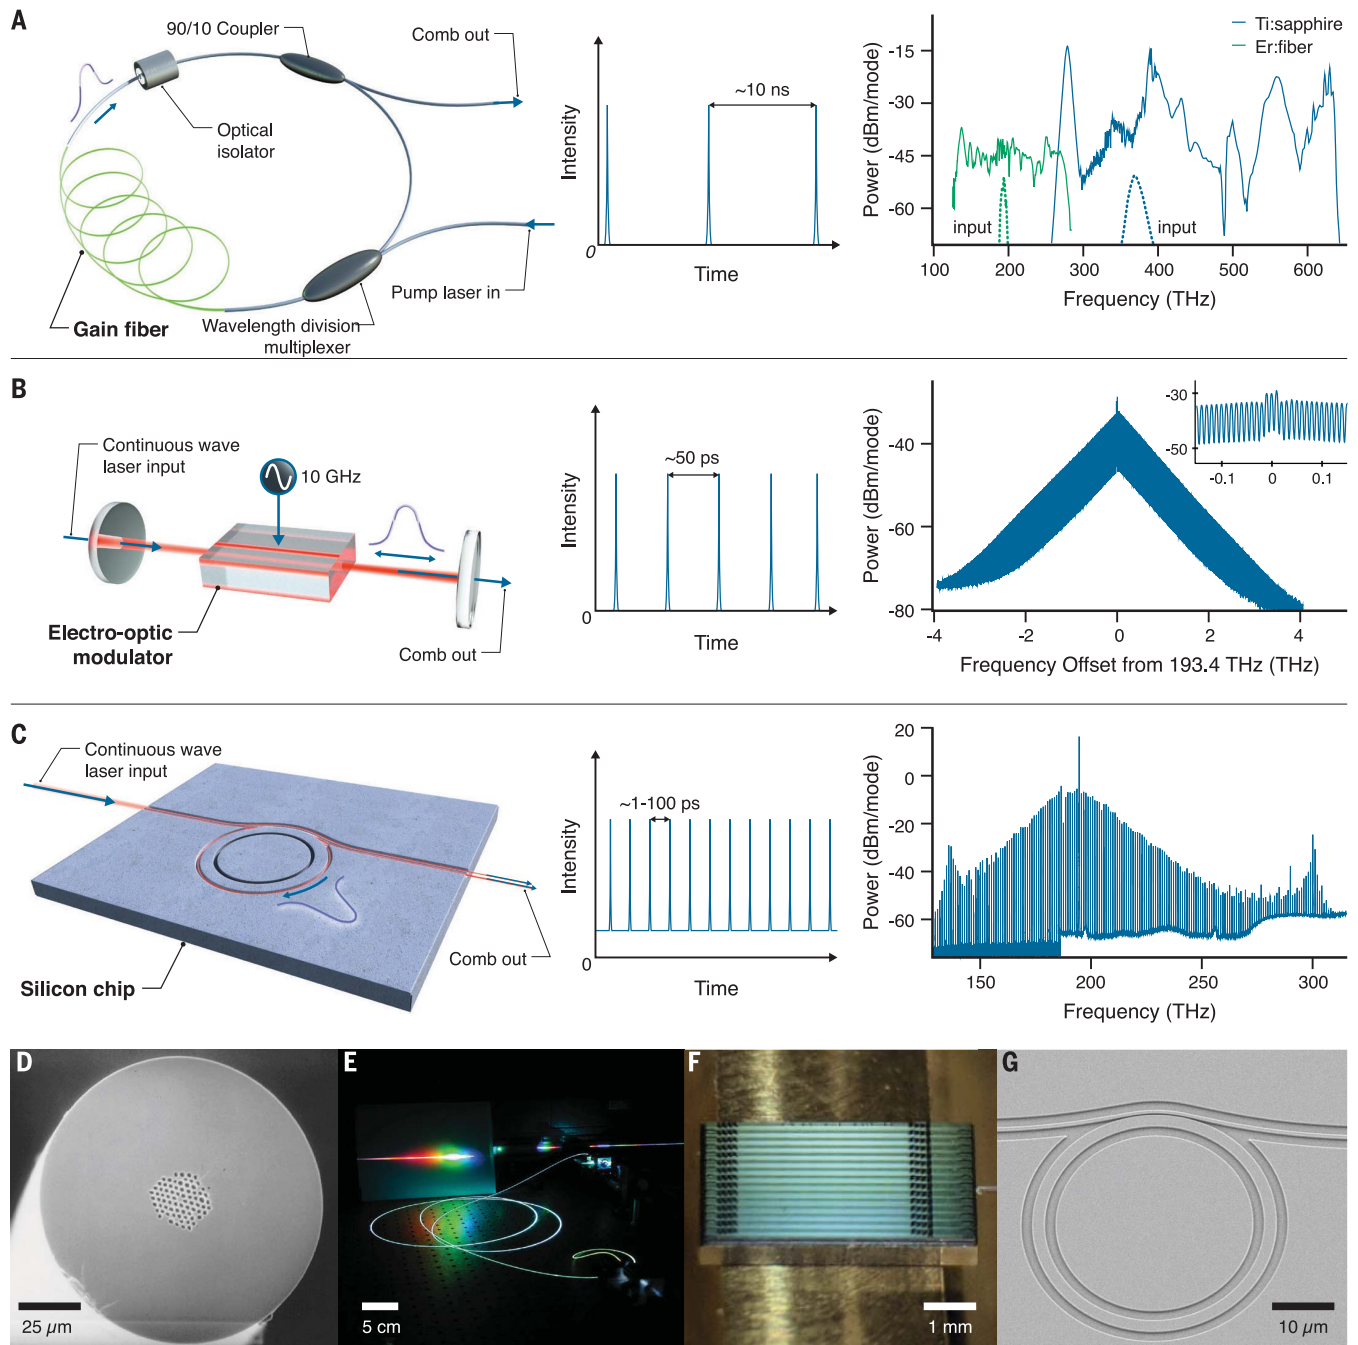 A
90/10 Coupler
Comb out
Optical
isolator
Pump laser in
Gain fiber
Wavelength division
multiplexer
Intensity
~10 ns
0
Time
Ti:sapphire
Er:fiber
Power (dBm/mode)
-15
-30
-45
-60
input
input
100
200
300
400
500
600
Frequency (THz)
B
Continuous wave
laser input
10 GHz
Electro-optic
modulator
Comb out
Intensity
~50 ps
0
Time
Power (dBm/mode)
-40
-60
-80
-30
-50
-0.1
0
0.1
-4
-2
0
2
4
Frequency Offset from 193.4 THz (THz)
C
Continuous wave
laser input
Comb out
Silicon chip
Intensity
~1-100 ps
0
Time
Power (dBm/mode)
20
0
-20
-40
-60
150
200
250
300
Frequency (THz)
D
25 µm
E
5 cm
F
1 mm
G
10 µm